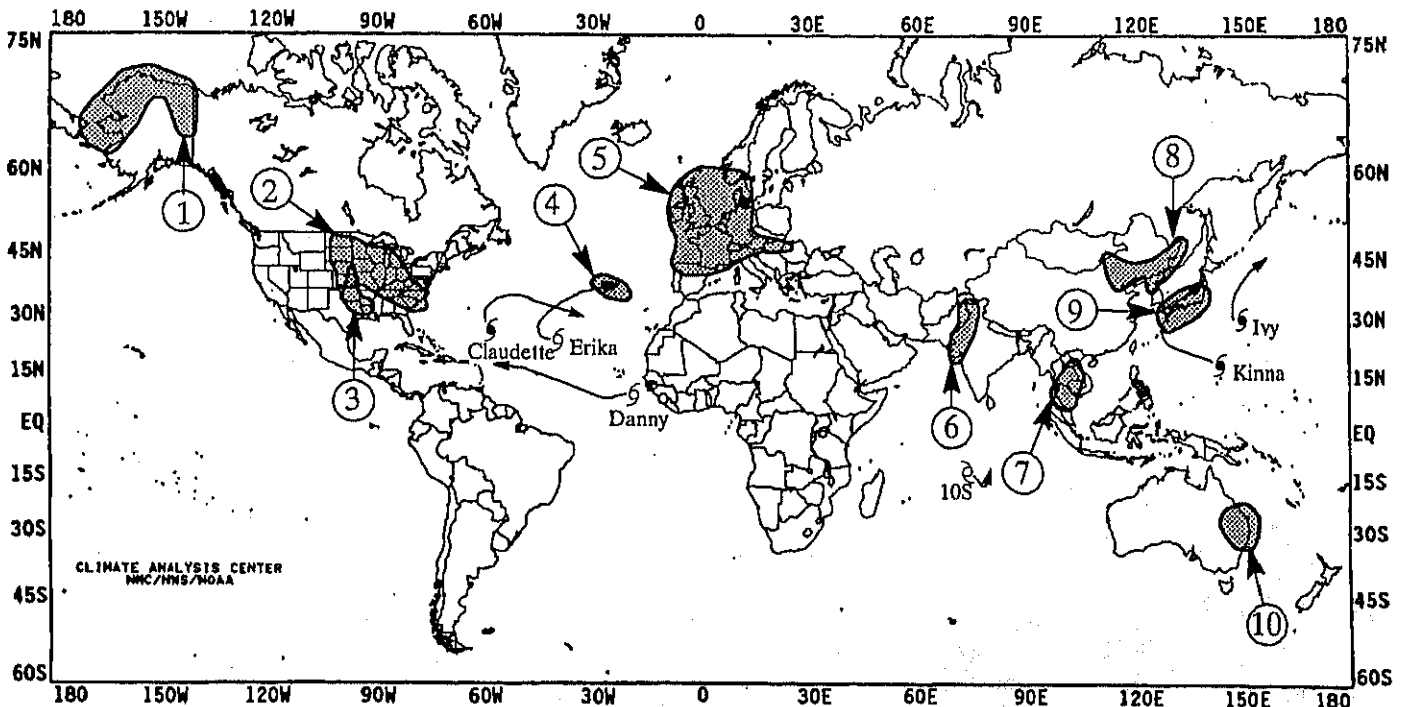 180 150W 120W 90W 60W 30W 0 30E 60E 90E 120E 150E 180
75N 75N
8
5
60N 60N
2 4
1
45N 45N
9
30N 30N
Ivy
Claudette Erika
Kinna
15N 15N
3
Danny
6
EQ EQ
7
15S 10S 15S
30S 30S
CLIMATE ANALYSIS CENTER
NMC/NWS/NOAA
45S 45S
10
60S 60S
180 150W 120W 90W 60W 30W 0 30E 60E 90E 120E 150E 180